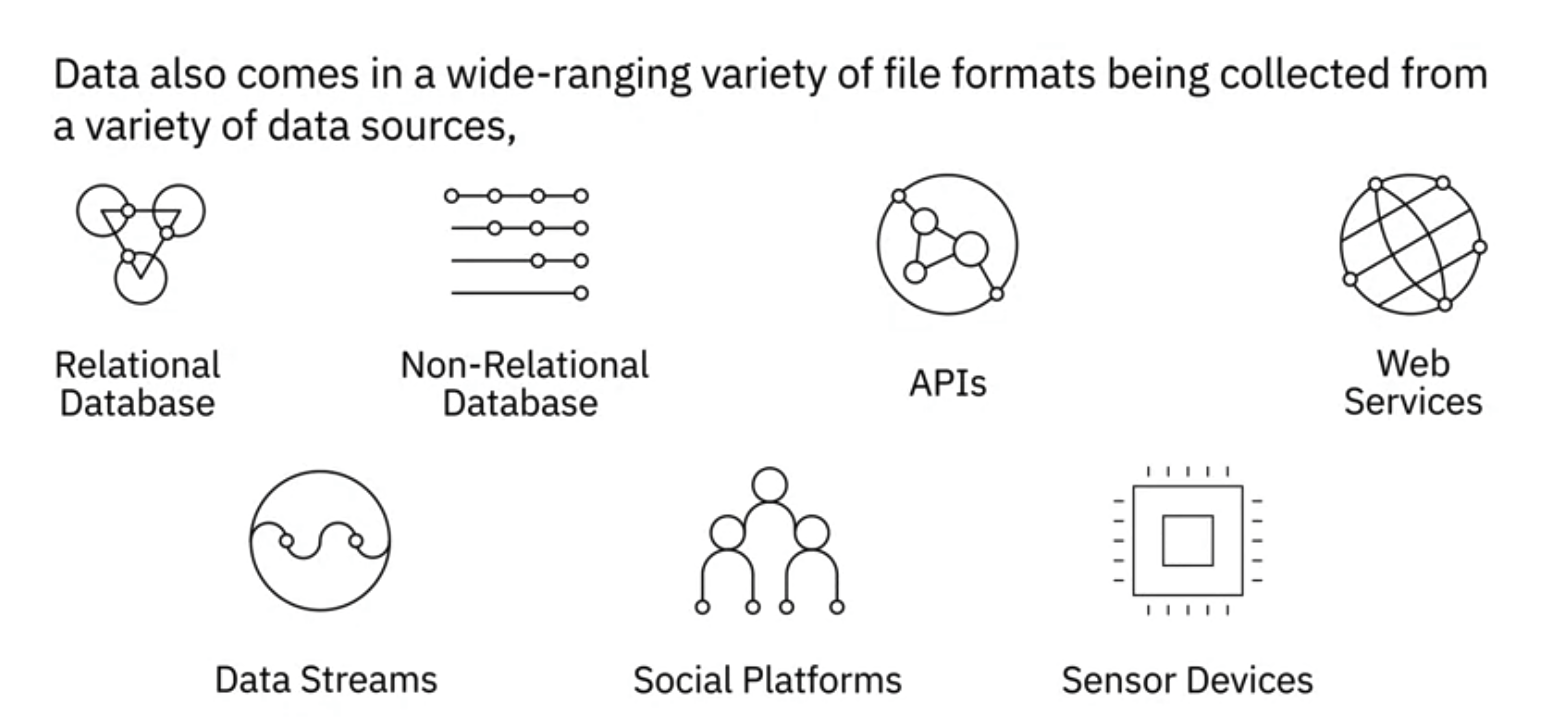 Data also comes in a wide-ranging variety of file formats being collected from
a variety of data sources,
Relational
Database
Non-Relational
Database
APIs
Web
Services
Data Streams
Social Platforms
Sensor Devices